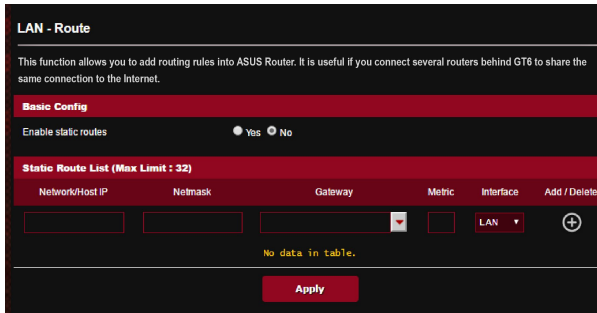 LAN - Route
This function allows you to add routing rules into ASUS Router. It is useful if you connect several routers behind GT6 to share the
same connection to the Internet.
Basic Config
Enable static routes Yes No
Static Route List (Max Limit : 32)
Network/Host IP Netmask Gateway Metric Interface Add / Delete
LAN
No data in table.
Apply